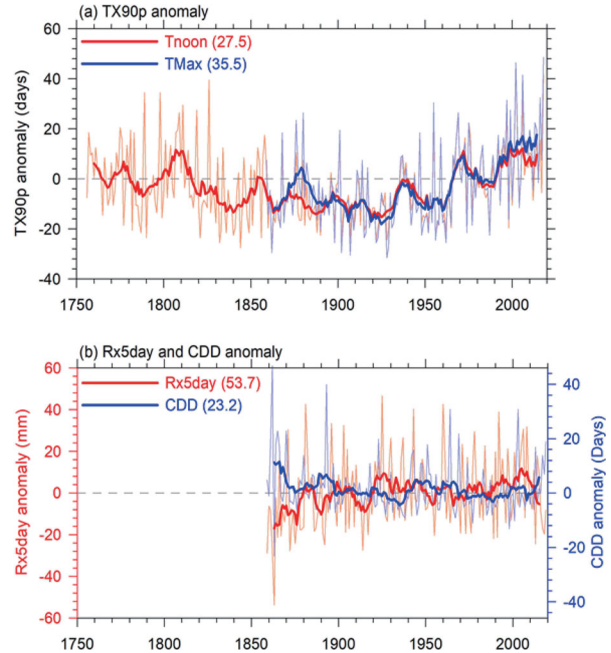 (a) TX90p anomaly
60
Tnoon (27.5)
TMax (35.5)
40
20
0
-20
-40
TX90p anomaly (days)
1750 1800 1850 1900 1950 2000
(b) Rx5day and CDD anomaly
60
Rx5day (53.7)
CDD (23.2)
40
20
0
-20
-40
-60
Rx5day anomaly (mm)
40
20
0
-20
-40
CDD anomaly (Days)
1750 1800 1850 1900 1950 2000